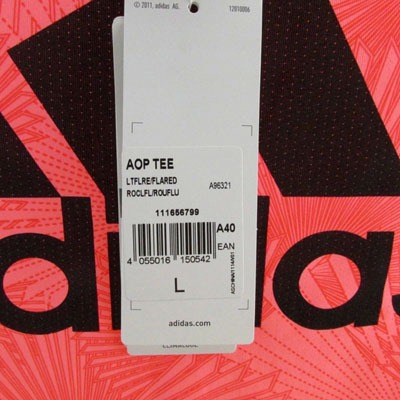 © 2011, adidas AG.
12010006
AOP TEE
LTFLRE/FLARED
ROCLFL/ROUFLU
A96321
111656799
A40
EAN
4 055016 150542
L
adidas.com
adidas